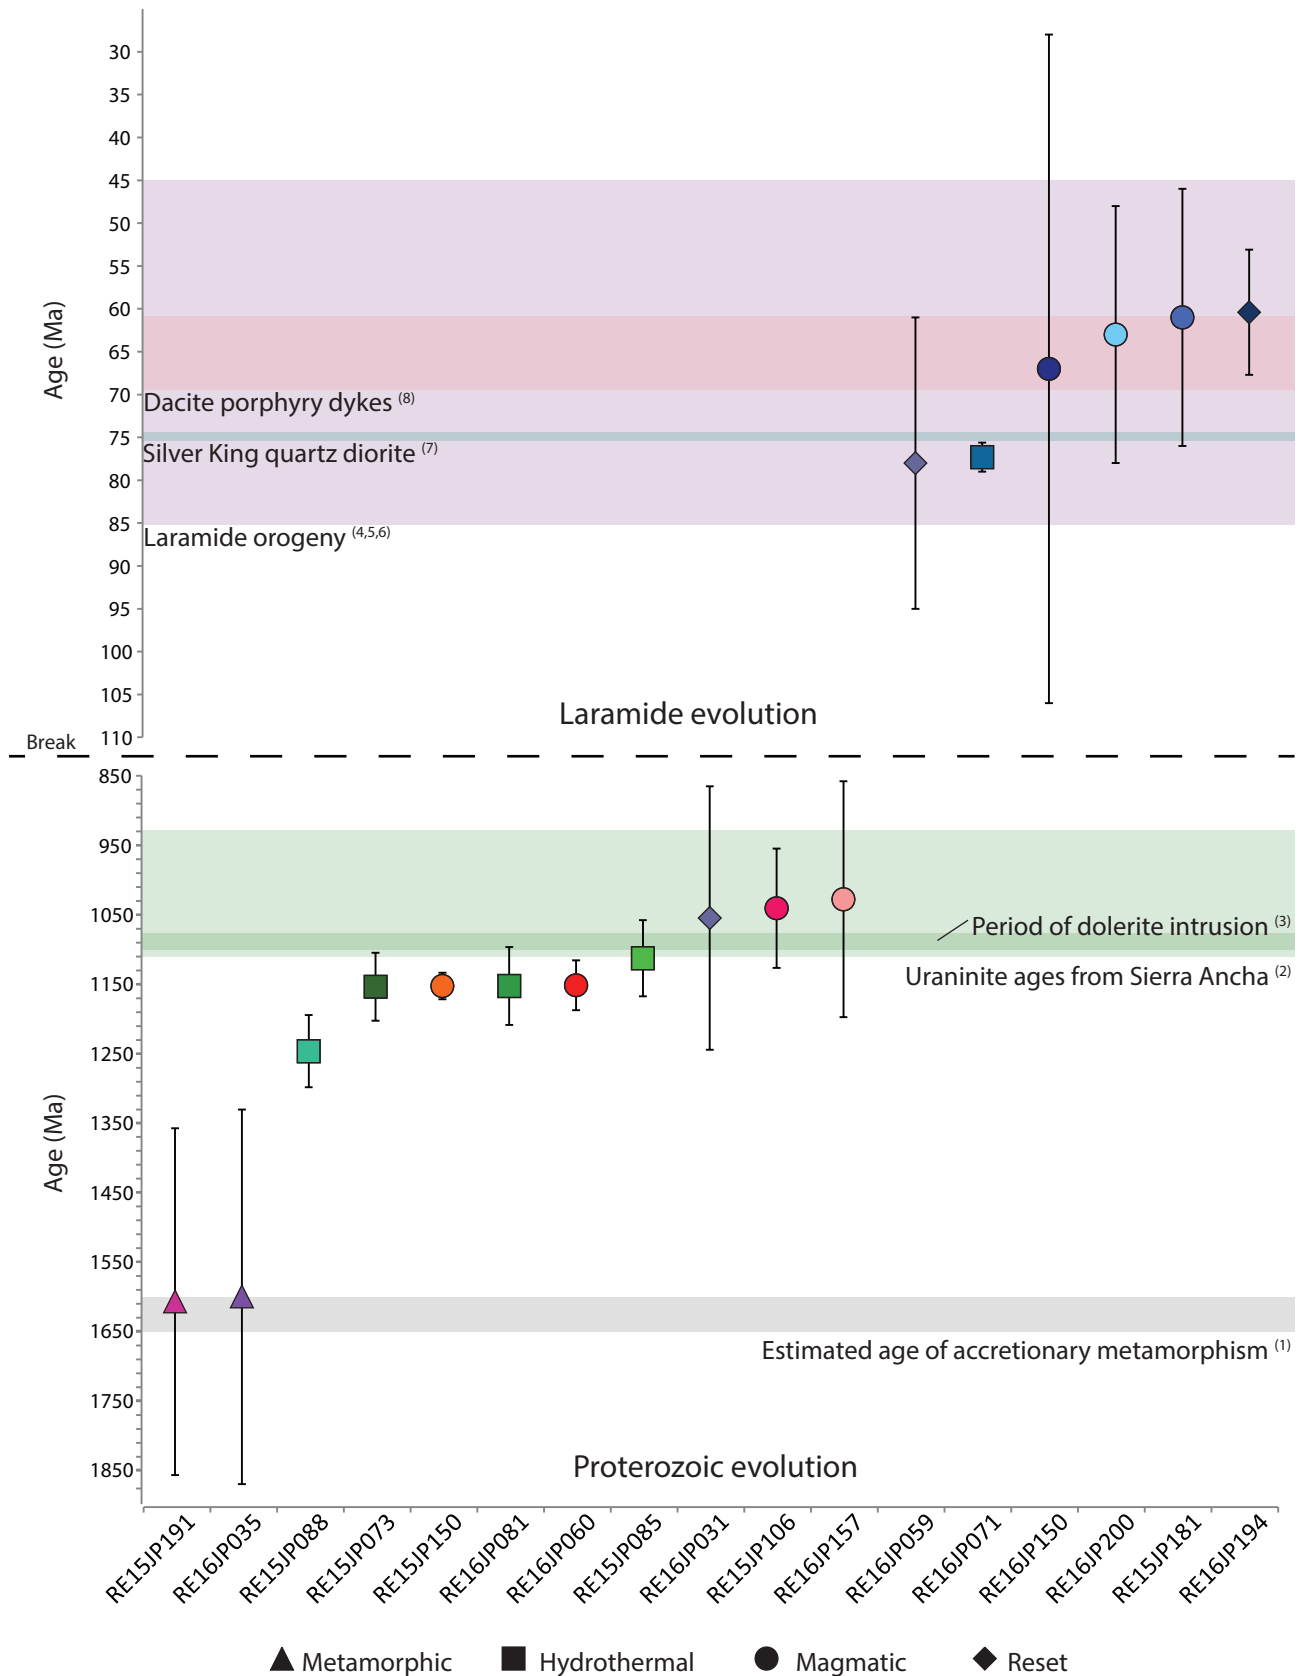 30
35
40
45
50
55
60
65
70
75
80
85
90
95
100
105
110
Age (Ma)
Dacite porphyry dykes (8)
Silver King quartz diorite (7)
Laramide orogeny (4,5,6)
Laramide evolution
Break
850
950
1050
1150
1250
1350
1450
1550
1650
1750
1850
Age (Ma)
Period of dolerite intrusion (3)
Uraninite ages from Sierra Ancha (2)
Estimated age of accretionary metamorphism (1)
Proterozoic evolution
RE15JP191
RE16JP035
RE15JP088
RE15JP073
RE15JP150
RE16JP081
RE16JP060
RE15JP085
RE16JP031
RE15JP106
RE16JP157
RE16JP059
RE16JP071
RE16JP150
RE16JP200
RE15JP181
RE16JP194
Metamorphic Hydrothermal Magmatic Reset